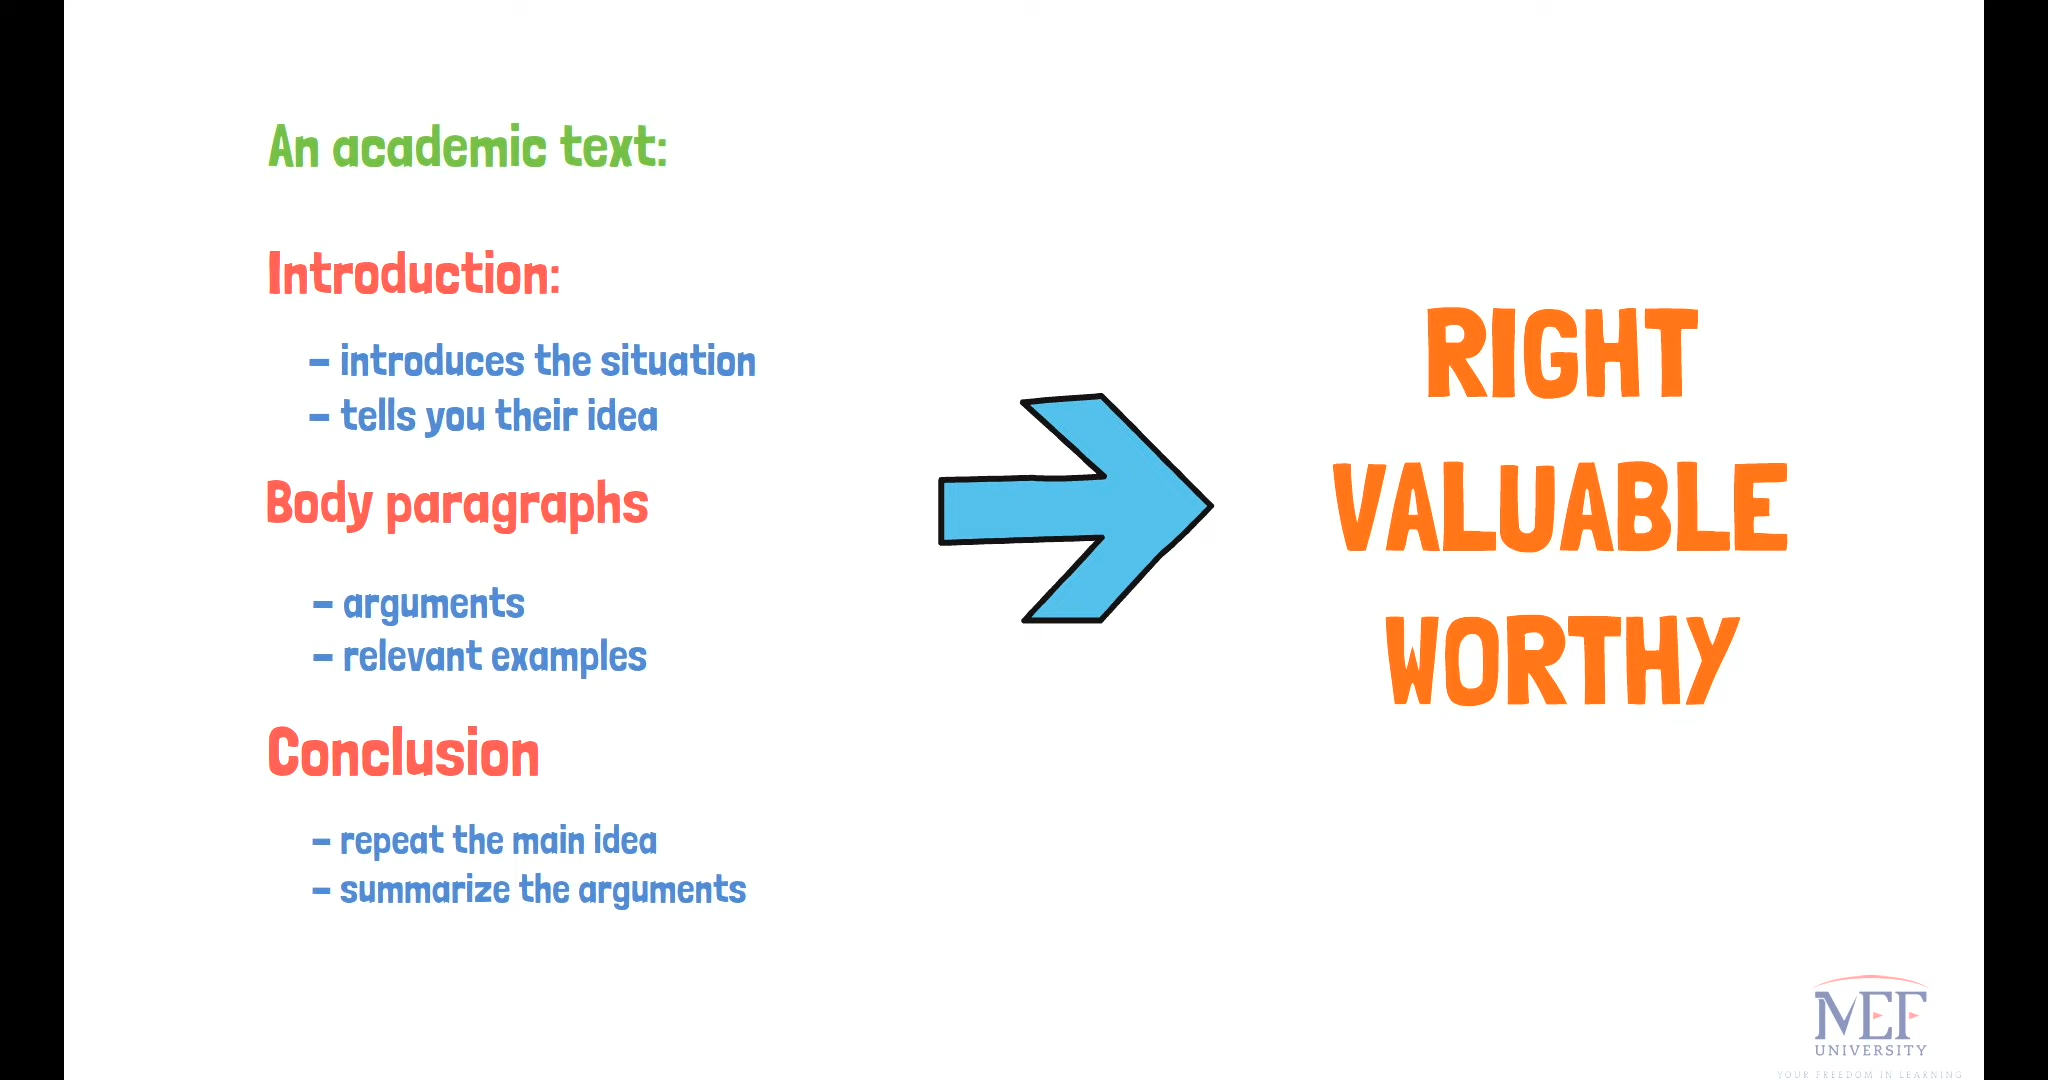 An academic text:
Introduction:
- introduces the situation
- tells you their idea
Body paragraphs
- arguments
- relevant examples
Conclusion
- repeat the main idea
- summarize the arguments
RIGHT
VALUABLE
WORTHY
MEF
UNIVERSITY
YOUR FREEDOM IN LEARNING